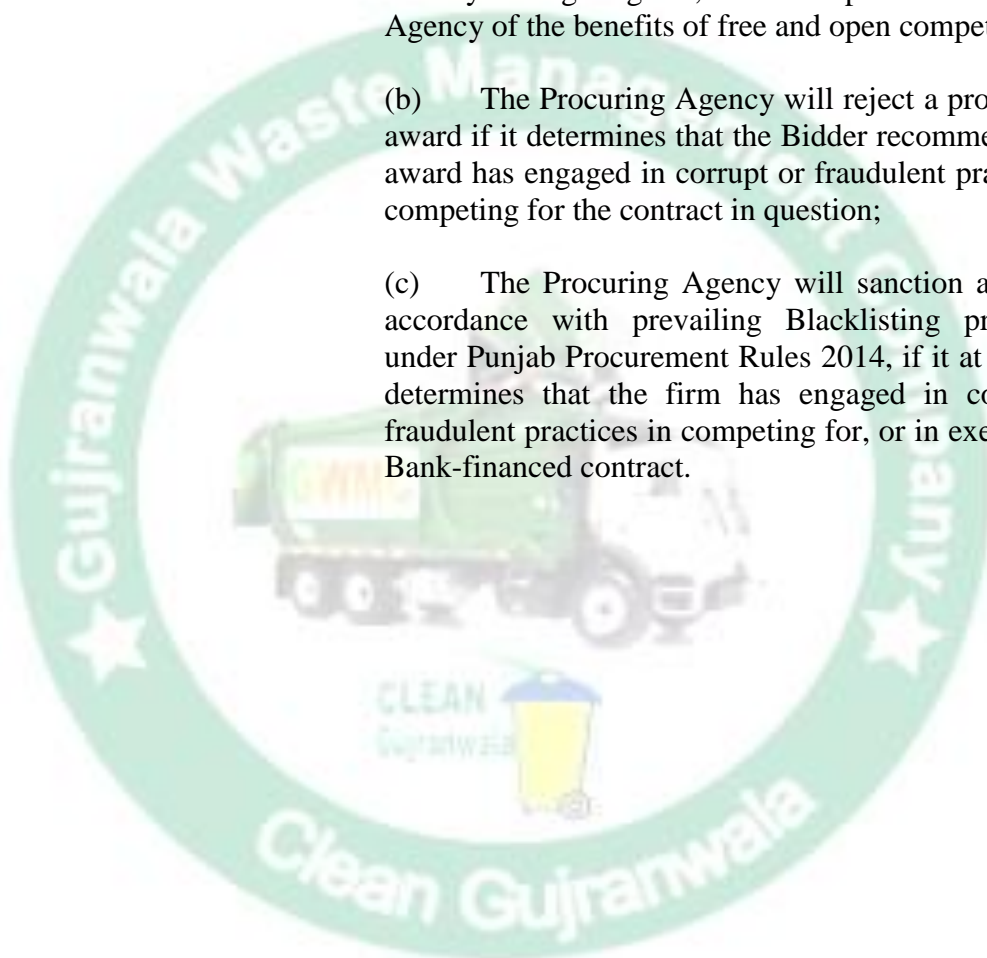 Agency of the benefits of free and open compet
(b) The Procuring Agency will reject a pro
award if it determines that the Bidder recomme
award has engaged in corrupt or fraudulent pra
competing for the contract in question;
(c) The Procuring Agency will sanction a
accordance with prevailing Blacklisting pr
under Punjab Procurement Rules 2014, if it at
determines that the firm has engaged in co
fraudulent practices in competing for, or in exe
Bank-financed contract.
Gujranwala Waste Management Company
GWMC
CLEAN
Gujranwala
Clean Gujranwala